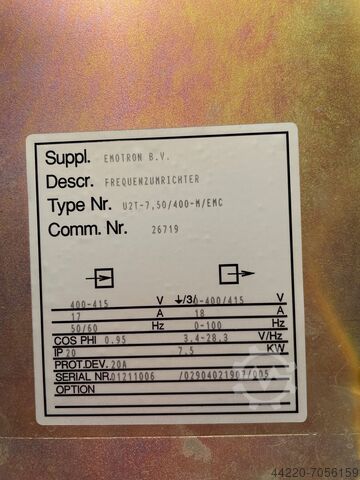 Suppl. EMOTRON B.V.
Descr. FREQUENZUMRICHTER
Type Nr. U2T-7,50/400-M/EMC
Comm. Nr. 26719
400-415 V ⏚/3/0-400/415 V
17 A 18 A
50/60 Hz 0-100 Hz
COS PHI 0.95 3,4-28,3 V/Hz
IP 20 7,5 KW
PROT.DEV. 20A
SERIAL NR. 01211006 /02904021907/005
OPTION
44220-7056159